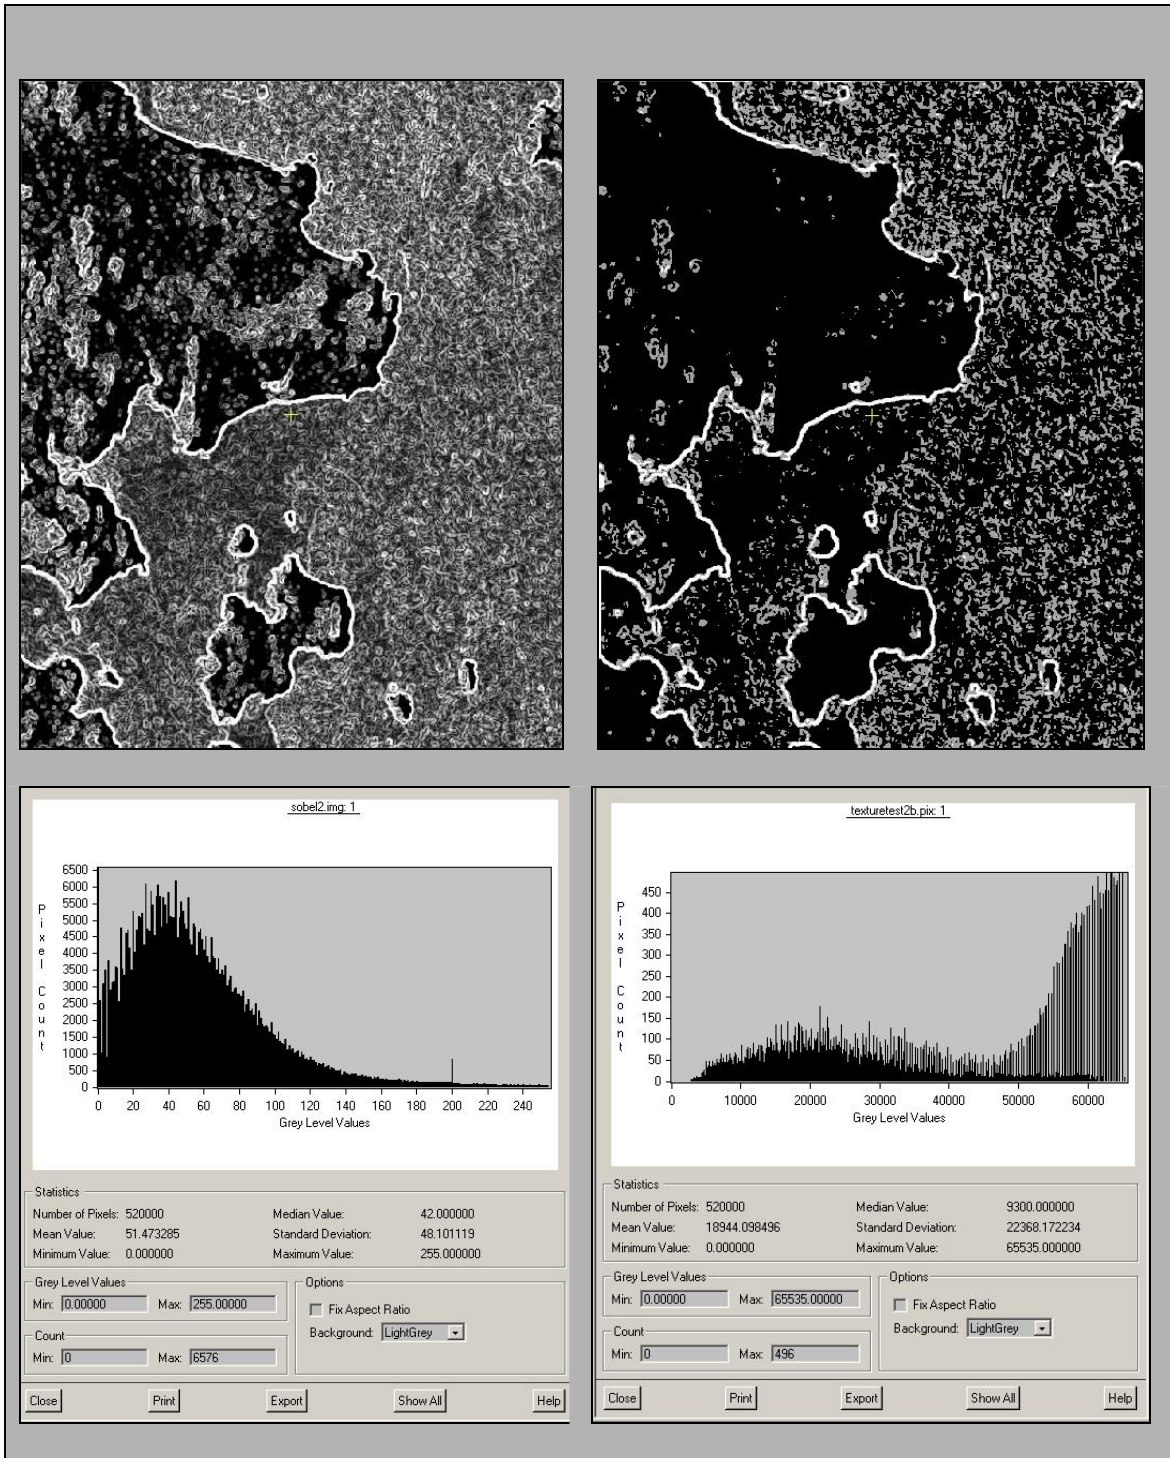 sobel2.img: 1
6500
6000
5500
5000
4500
4000
3500
3000
2500
2000
1500
1000
500
0
Pixel Count
0 20 40 60 80 100 120 140 160 180 200 220 240
Grey Level Values
Statistics
Number of Pixels: 520000 Median Value: 42.000000
Mean Value: 51.473285 Standard Deviation: 48.101119
Minimum Value: 0.000000 Maximum Value: 255.000000
Grey Level Values
Min: 0.00000 Max: 255.00000
Options
Fix Aspect Ratio
Background: LightGrey
Count
Min: 0 Max: 6576
Close Print Export Show All Help
texturetest2b.pix: 1
450
400
350
300
250
200
150
100
50
0
Pixel Count
0 10000 20000 30000 40000 50000 60000
Grey Level Values
Statistics
Number of Pixels: 520000 Median Value: 9300.000000
Mean Value: 18944.098496 Standard Deviation: 22368.172234
Minimum Value: 0.000000 Maximum Value: 65535.000000
Grey Level Values
Min: 0.00000 Max: 65535.00000
Options
Fix Aspect Ratio
Background: LightGrey
Count
Min: 0 Max: 496
Close Print Export Show All Help